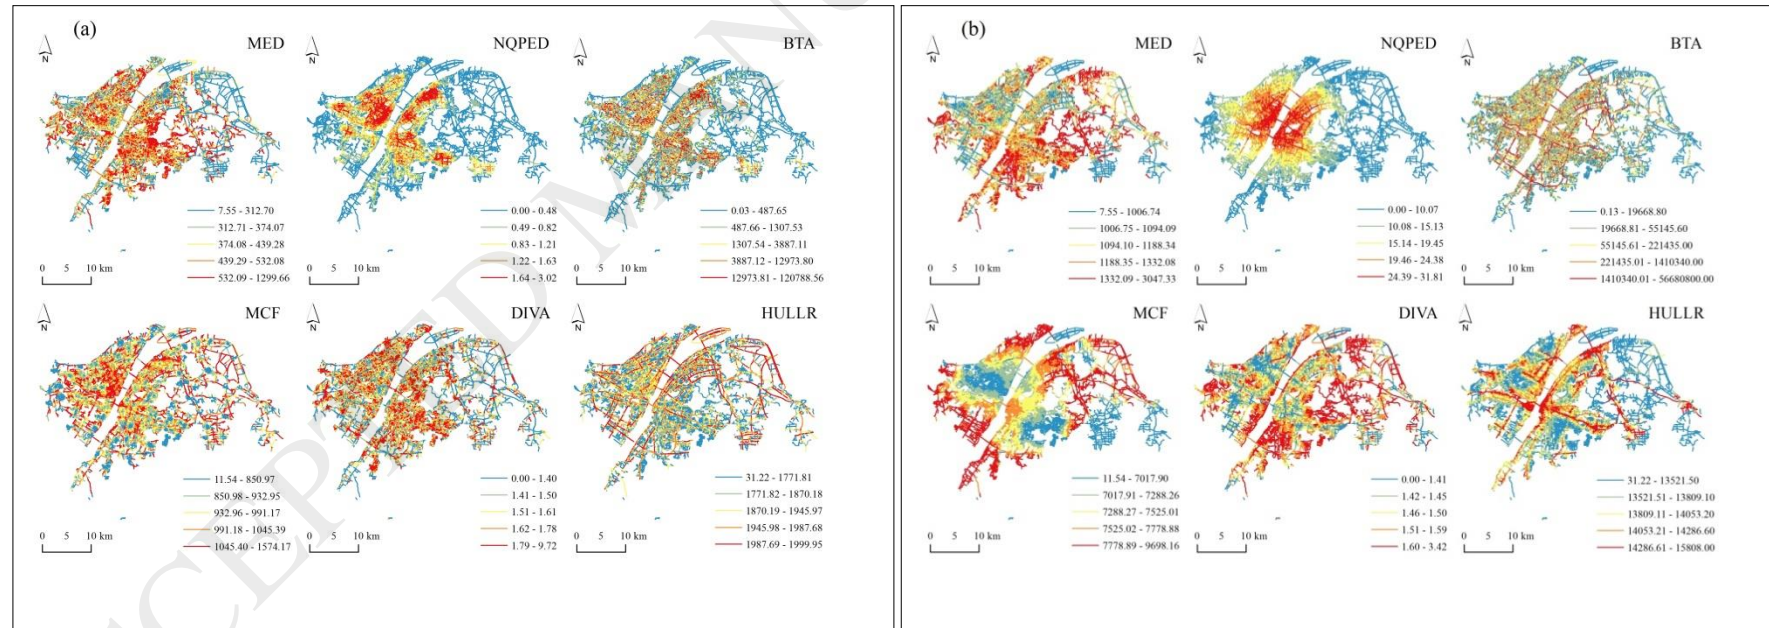 (a)
MED
NQPED
BTA
N
N
N
7.55 - 312.70
312.71 - 374.07
374.08 - 439.28
439.29 - 532.08
532.09 - 1299.66
0.00 - 0.48
0.49 - 0.82
0.83 - 1.21
1.22 - 1.63
1.64 - 3.02
0.03 - 487.65
487.66 - 1307.53
1307.54 - 3887.11
3887.12 - 12973.80
12973.81 - 120788.56
0 5 10 km
0 5 10 km
0 5 10 km
MCF
DIVA
HULLR
N
N
N
11.54 - 850.97
850.98 - 932.95
932.96 - 991.17
991.18 - 1045.39
1045.40 - 1574.17
0.00 - 1.40
1.41 - 1.50
1.51 - 1.61
1.62 - 1.78
1.79 - 9.72
31.22 - 1771.81
1771.82 - 1870.18
1870.19 - 1945.97
1945.98 - 1987.68
1987.69 - 1999.95
0 5 10 km
0 5 10 km
0 5 10 km
(b)
MED
NQPED
BTA
N
N
N
7.55 - 1006.74
1006.75 - 1094.09
1094.10 - 1188.34
1188.35 - 1332.08
1332.09 - 3047.33
0.00 - 10.07
10.08 - 15.13
15.14 - 19.45
19.46 - 24.38
24.39 - 31.81
0.13 - 19668.80
19668.81 - 55145.60
55145.61 - 221435.00
221435.01 - 1410340.00
1410340.01 - 56680800.00
0 5 10 km
0 5 10 km
0 5 10 km
MCF
DIVA
HULLR
N
N
N
11.54 - 7017.90
7017.91 - 7288.26
7288.27 - 7525.01
7525.02 - 7778.88
7778.89 - 9698.16
0.00 - 1.41
1.42 - 1.45
1.46 - 1.50
1.51 - 1.59
1.60 - 3.42
31.22 - 13521.50
13521.51 - 13809.10
13809.11 - 14053.20
14053.21 - 14286.60
14286.61 - 15808.00
0 5 10 km
0 5 10 km
0 5 10 km